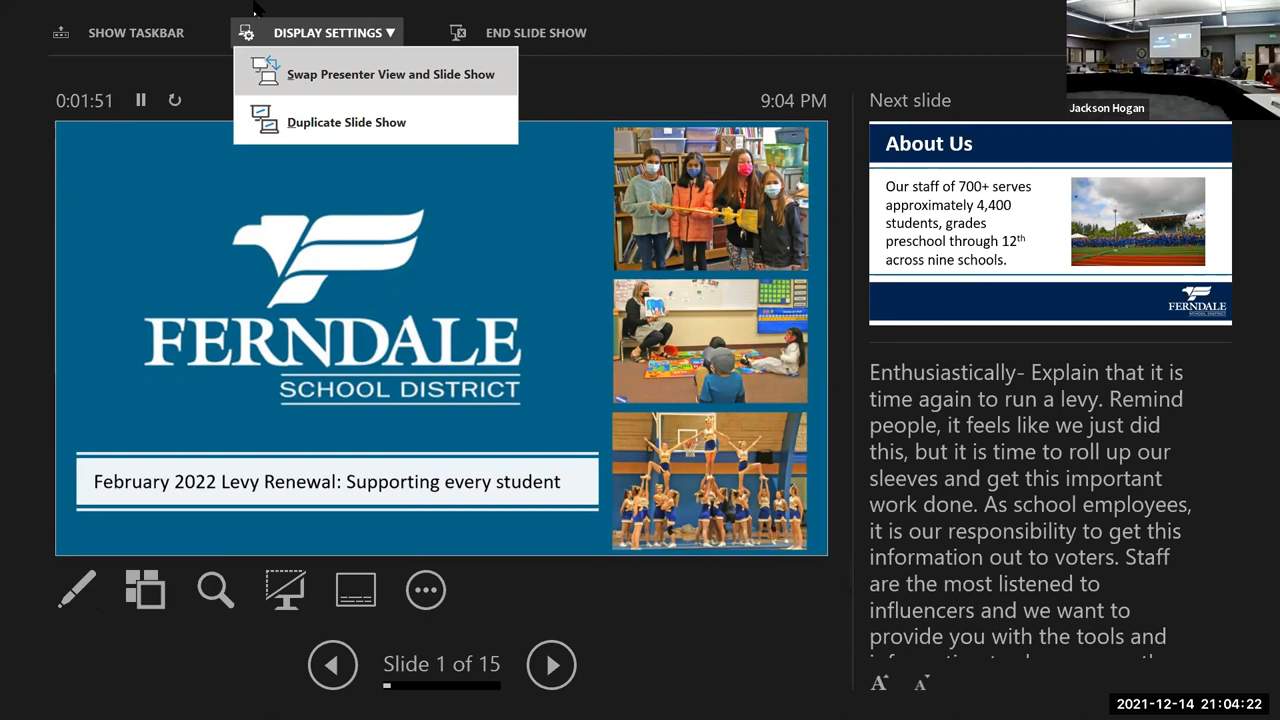 SHOW TASKBAR
DISPLAY SETTINGS ▼
END SLIDE SHOW
Swap Presenter View and Slide Show
Duplicate Slide Show
Jackson Hogan
0:01:51
9:04 PM
Next slide
FERNDALE
SCHOOL DISTRICT
February 2022 Levy Renewal: Supporting every student
About Us
Our staff of 700+ serves
approximately 4,400
students, grades
preschool through 12th
across nine schools.
FERNDALE
SCHOOL DISTRICT
Enthusiastically- Explain that it is
time again to run a levy. Remind
people, it feels like we just did
this, but it is time to roll up our
sleeves and get this important
work done. As school employees,
it is our responsibility to get this
information out to voters. Staff
are the most listened to
influencers and we want to
provide you with the tools and
Slide 1 of 15
A A
2021-12-14 21:04:22